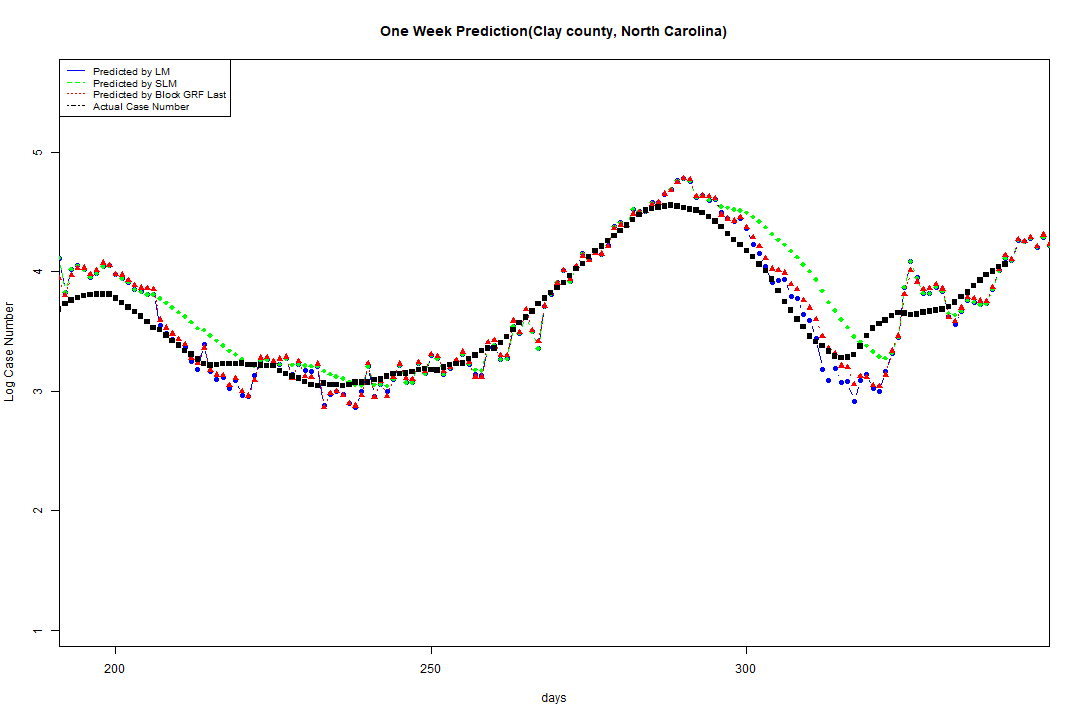 One Week Prediction(Clay county, North Carolina)
Predicted by LM
Predicted by SLM
Predicted by Block GRF Last
Actual Case Number
5
4
3
2
1
Log Case Number
200 250 300
days